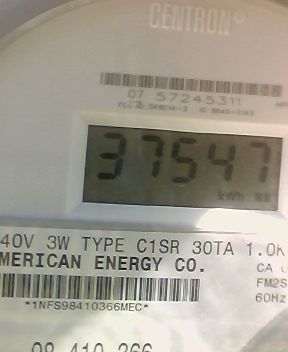 CENTRON®
07 57245311
37547
kWh
40V 3W TYPE C1SR 30TA 1.0K
MERICAN ENERGY CO.
CA
FM2S
60Hz
*1NFS98410366MEC*
98 410 366